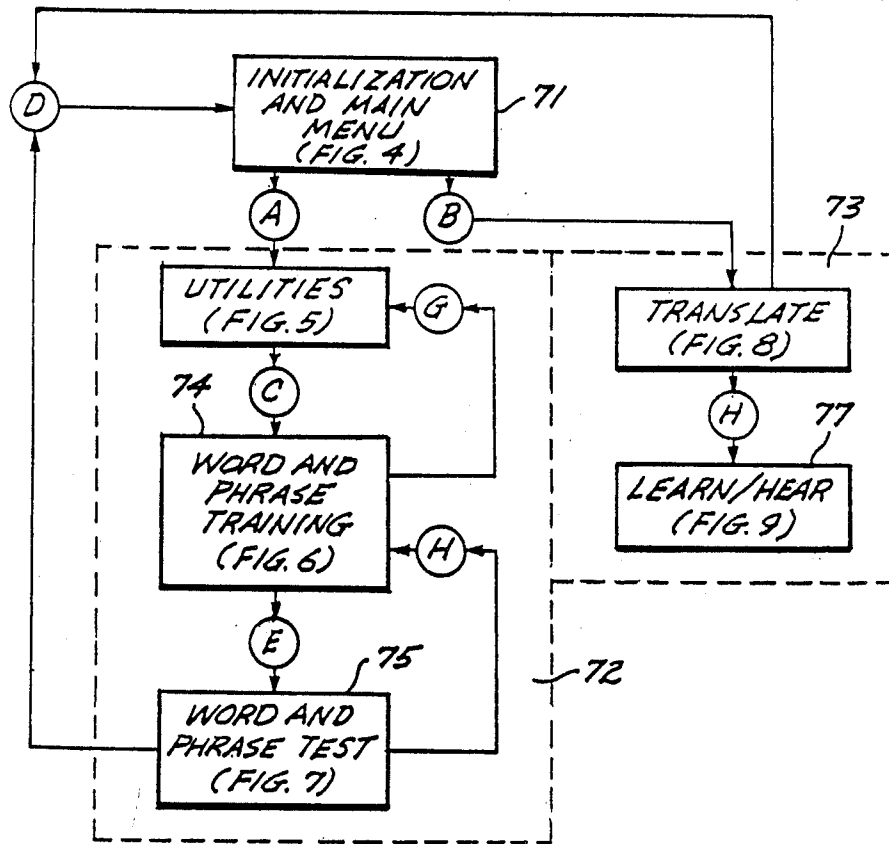 INITIALIZATION
AND MAIN
MENU
(FIG. 4)
71
D
A
B
73
UTILITIES
(FIG. 5)
G
TRANSLATE
(FIG. 8)
C
74
H
77
WORD AND
PHRASE
TRAINING
(FIG. 6)
H
LEARN/HEAR
(FIG. 9)
E
75
72
WORD AND
PHRASE TEST
(FIG. 7)